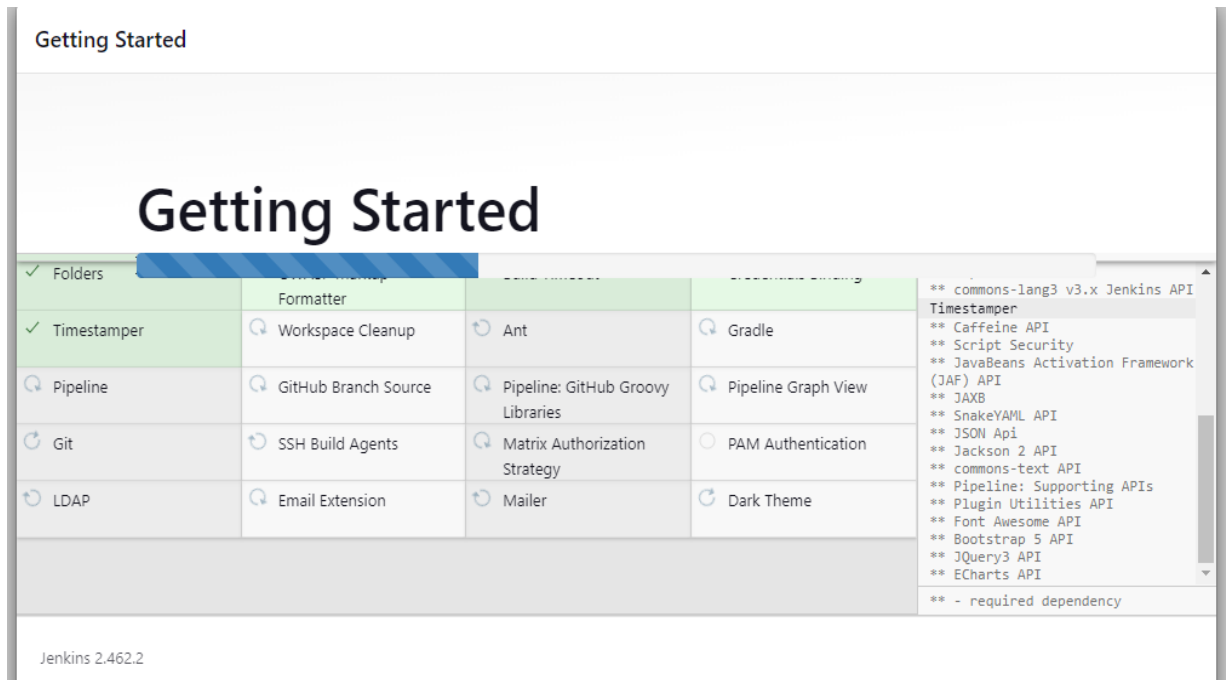 Getting Started
Getting Started
Folders
Formatter
Timestamper
Workspace Cleanup
Ant
Gradle
Pipeline
GitHub Branch Source
Pipeline: GitHub Groovy
Libraries
Pipeline Graph View
Git
SSH Build Agents
Matrix Authorization
Strategy
PAM Authentication
LDAP
Email Extension
Mailer
Dark Theme
** commons-lang3 v3.x Jenkins API
Timestamper
** Caffeine API
** Script Security
** JavaBeans Activation Framework
(JAF) API
** JAXB
** SnakeYAML API
** JSON Api
** Jackson 2 API
** commons-text API
** Pipeline: Supporting APIs
** Plugin Utilities API
** Font Awesome API
** Bootstrap 5 API
** JQuery3 API
** ECharts API
** - required dependency
Jenkins 2.462.2